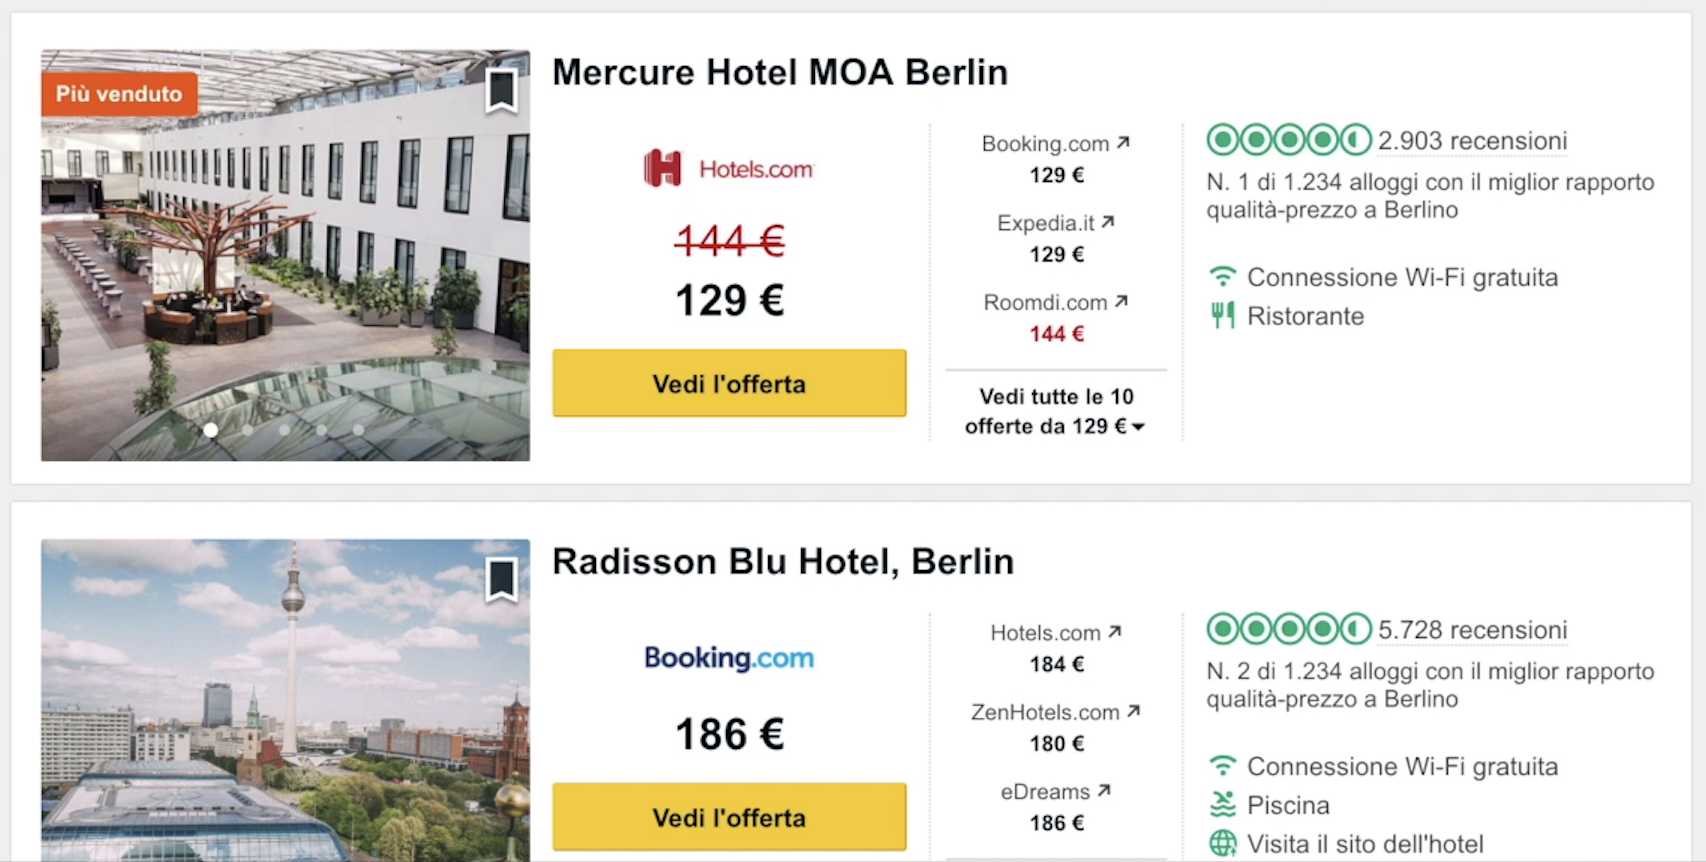 Più venduto
Mercure Hotel MOA Berlin
Hotels.com
144 €
129 €
Vedi l'offerta
Booking.com
129 €
Expedia.it
129 €
Roomdi.com
144 €
Vedi tutte le 10
offerte da 129 €
2.903 recensioni
N. 1 di 1.234 alloggi con il miglior rapporto
qualità-prezzo a Berlino
Connessione Wi-Fi gratuita
Ristorante
Radisson Blu Hotel, Berlin
Booking.com
186 €
Vedi l'offerta
Hotels.com
184 €
ZenHotels.com
180 €
eDreams
186 €
5.728 recensioni
N. 2 di 1.234 alloggi con il miglior rapporto
qualità-prezzo a Berlino
Connessione Wi-Fi gratuita
Piscina
Visita il sito dell'hotel